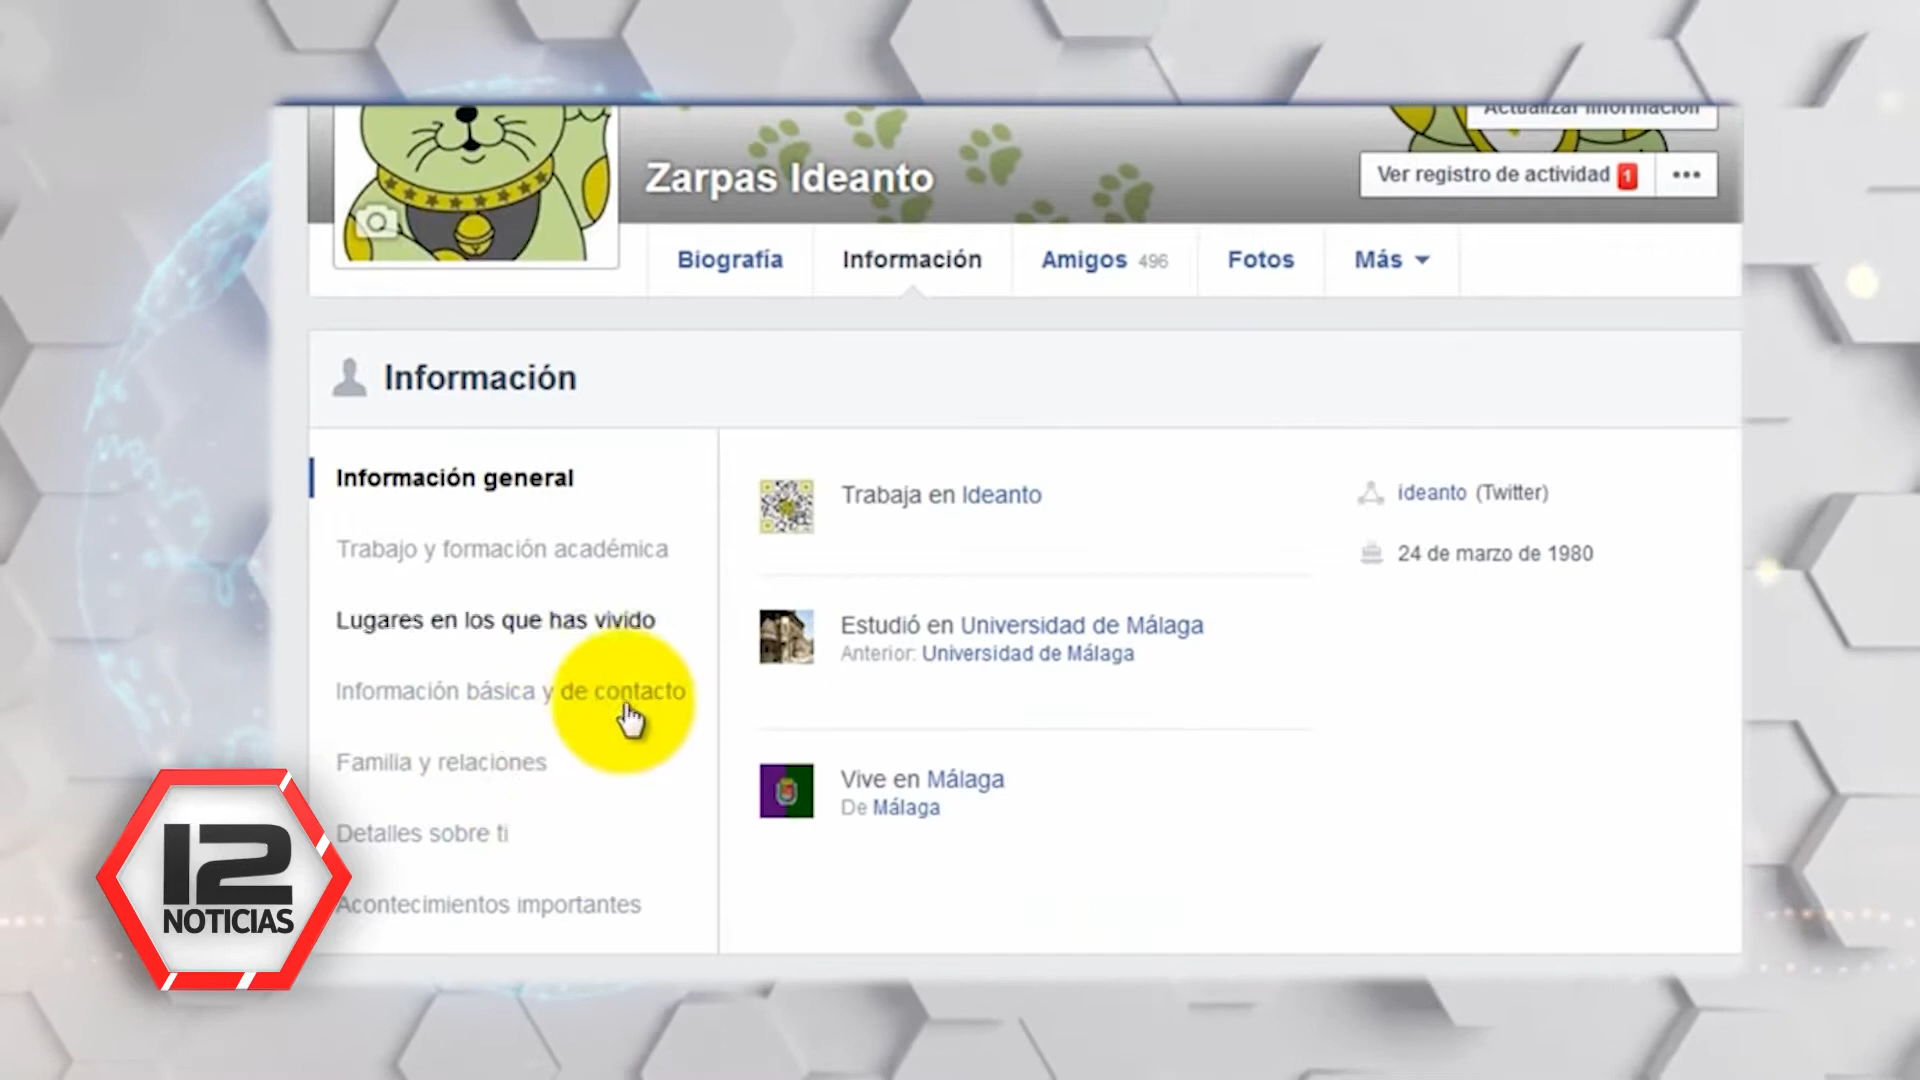 Actualizar información
Zarpas Ideanto
Ver registro de actividad 1
Biografía Información Amigos 496 Fotos Más
Información
Información general
Trabajo y formación académica
Lugares en los que has vivido
Información básica y de contacto
Familia y relaciones
Detalles sobre ti
Acontecimientos importantes
Trabaja en Ideanto
Estudió en Universidad de Málaga
Anterior: Universidad de Málaga
Vive en Málaga
De Málaga
ideanto (Twitter)
24 de marzo de 1980
12
NOTICIAS